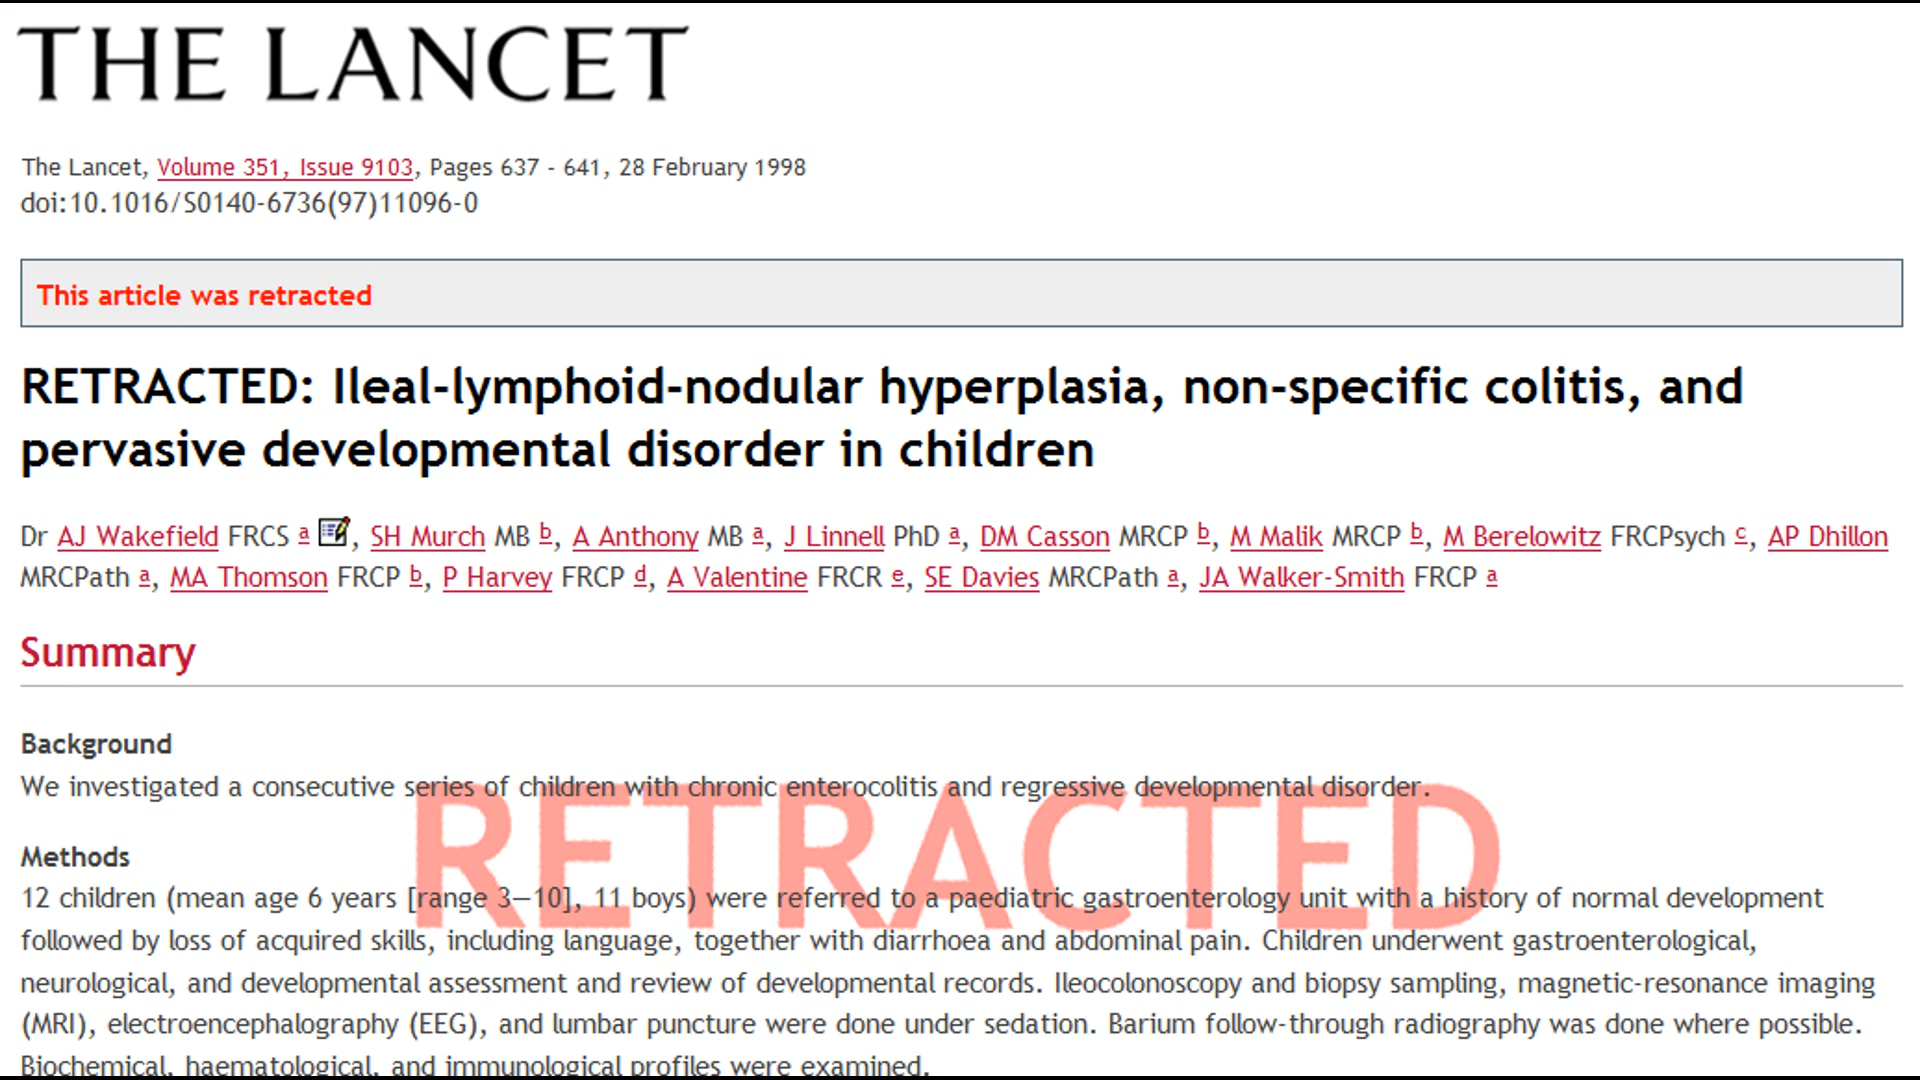 THE LANCET
The Lancet, Volume 351, Issue 9103, Pages 637 - 641, 28 February 1998
doi:10.1016/S0140-6736(97)11096-0
This article was retracted
RETRACTED: Ileal-lymphoid-nodular hyperplasia, non-specific colitis, and
pervasive developmental disorder in children
Dr AJ Wakefield FRCS a, SH Murch MB b, A Anthony MB a, J Linnell PhD a, DM Casson MRCP b, M Malik MRCP b, M Berelowitz FRCPsych c, AP Dhillon
MRCPath a, MA Thomson FRCP b, P Harvey FRCP d, A Valentine FRCR e, SE Davies MRCPath a, JA Walker-Smith FRCP a
Summary
Background
We investigated a consecutive series of children with chronic enterocolitis and regressive developmental disorder.
RETRACTED
Methods
12 children (mean age 6 years [range 3–10], 11 boys) were referred to a paediatric gastroenterology unit with a history of normal development
followed by loss of acquired skills, including language, together with diarrhoea and abdominal pain. Children underwent gastroenterological,
neurological, and developmental assessment and review of developmental records. Ileocolonoscopy and biopsy sampling, magnetic-resonance imaging
(MRI), electroencephalography (EEG), and lumbar puncture were done under sedation. Barium follow-through radiography was done where possible.
Biochemical, haematological, and immunological profiles were examined.